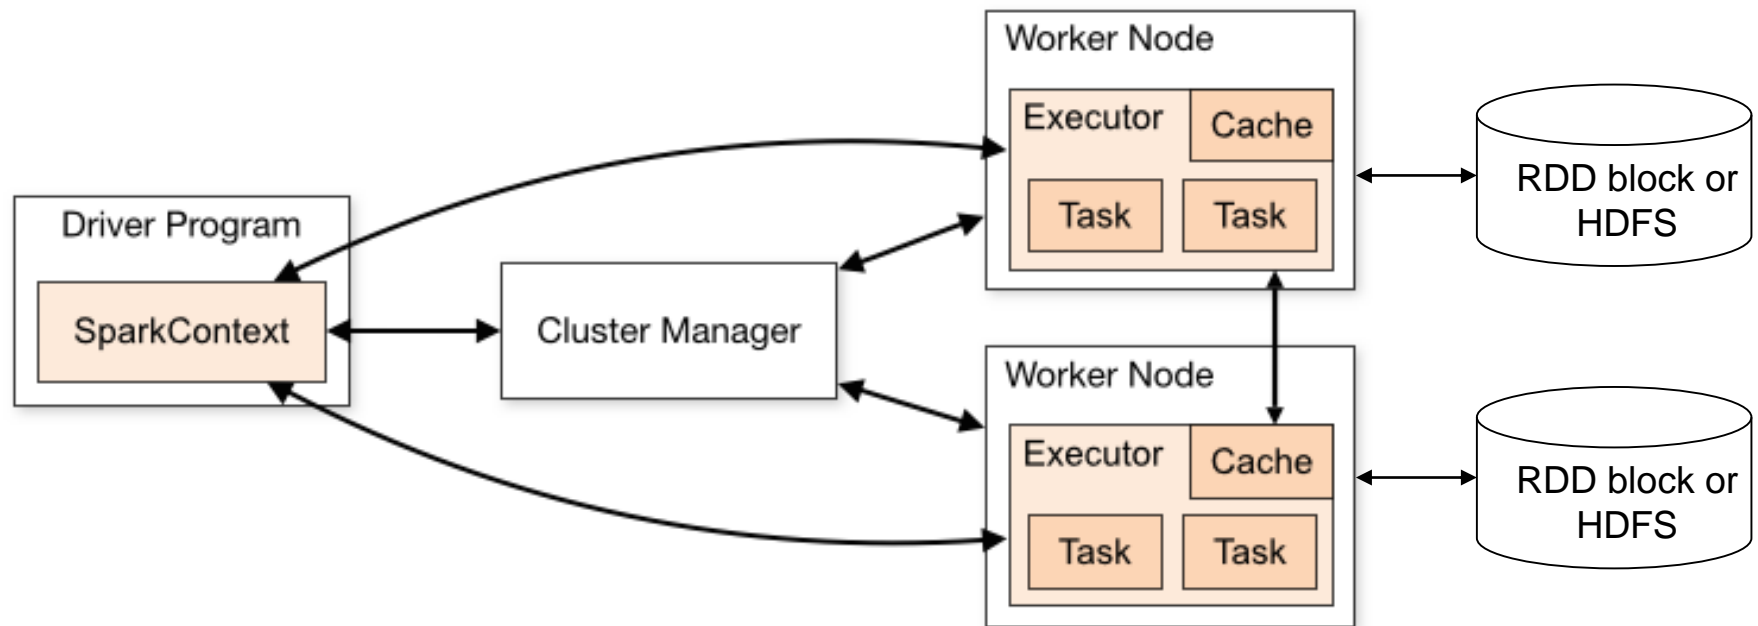 Driver Program
SparkContext
Cluster Manager
Worker Node
Executor
Cache
Task
Task
RDD block or
HDFS
Worker Node
Executor
Cache
Task
Task
RDD block or
HDFS